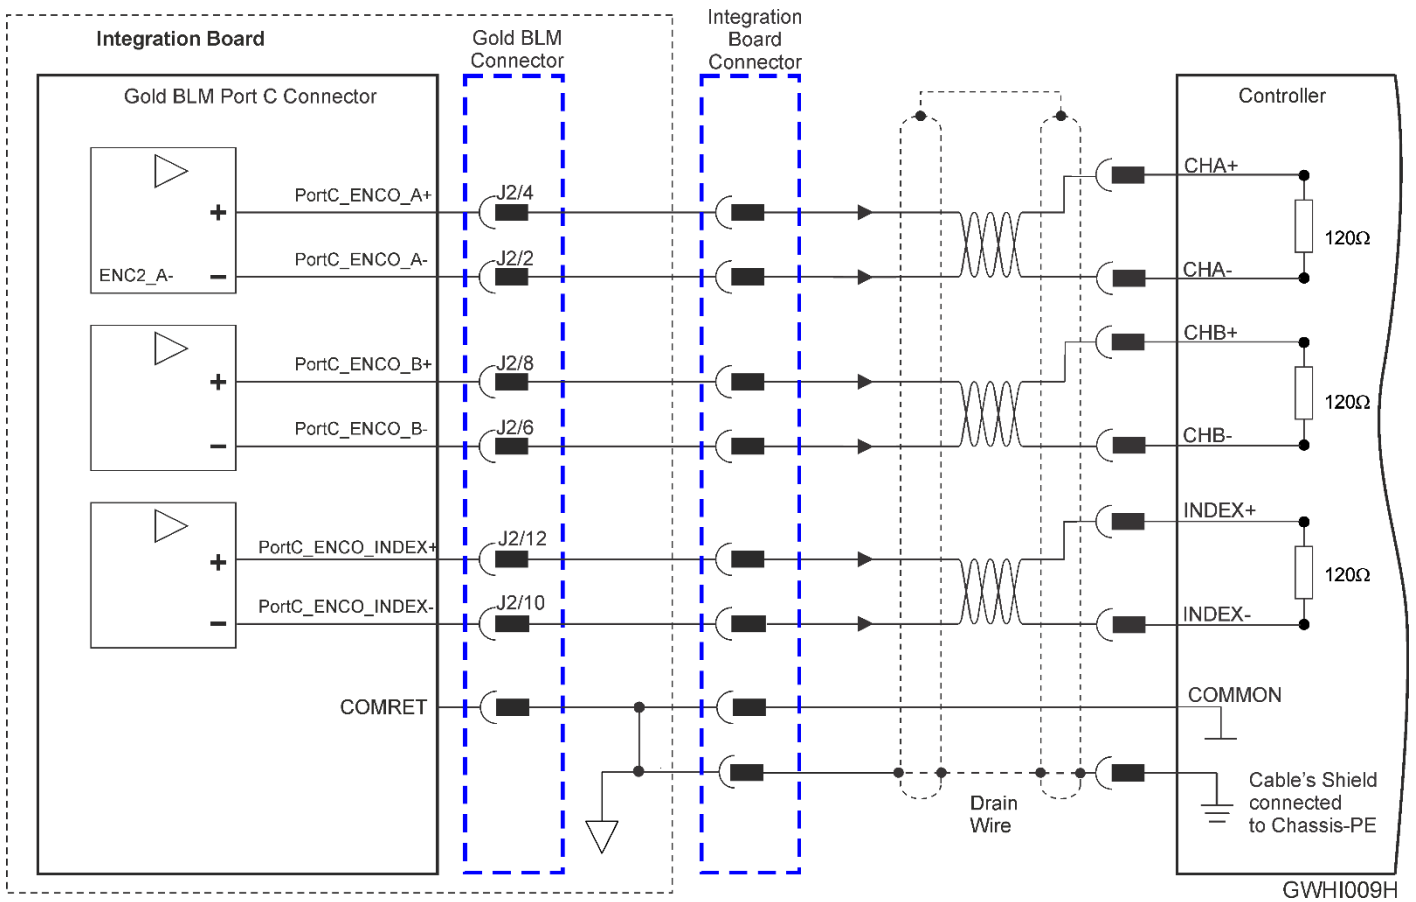 Integration Board
Gold BLM
Connector
Integration
Board
Connector
Gold BLM Port C Connector
Controller
PortC_ENCO_A+
J2/4
CHA+
+
120Ω
PortC_ENCO_A-
J2/2
CHA-
ENC2_A-
−
PortC_ENCO_B+
J2/8
CHB+
+
120Ω
PortC_ENCO_B-
J2/6
CHB-
−
PortC_ENCO_INDEX+
J2/12
INDEX+
+
120Ω
PortC_ENCO_INDEX-
J2/10
INDEX-
−
COMRET
COMMON
Drain
Wire
Cable's Shield
connected
to Chassis-PE
GWHI009H